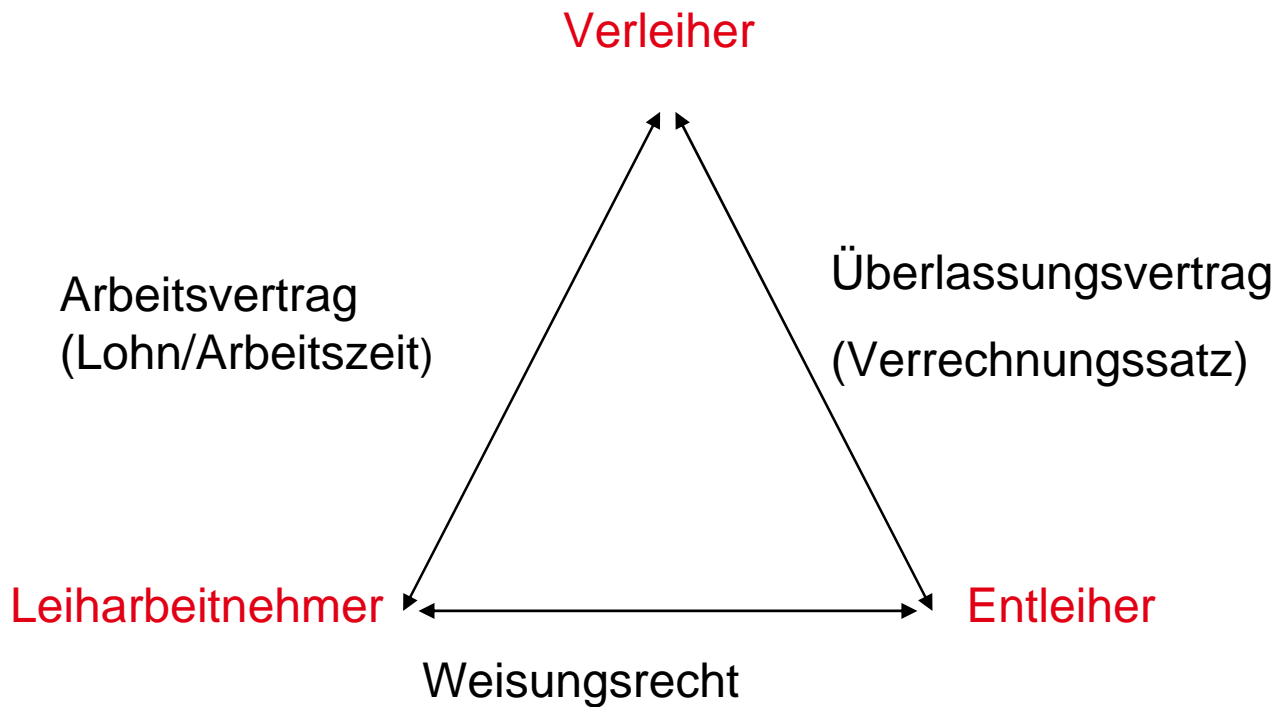 Verleiher
Arbeitsvertrag
(Lohn/Arbeitszeit)
Überlassungsvertrag
(Verrechnungssatz)
Leiharbeitnehmer
Entleiher
Weisungsrecht